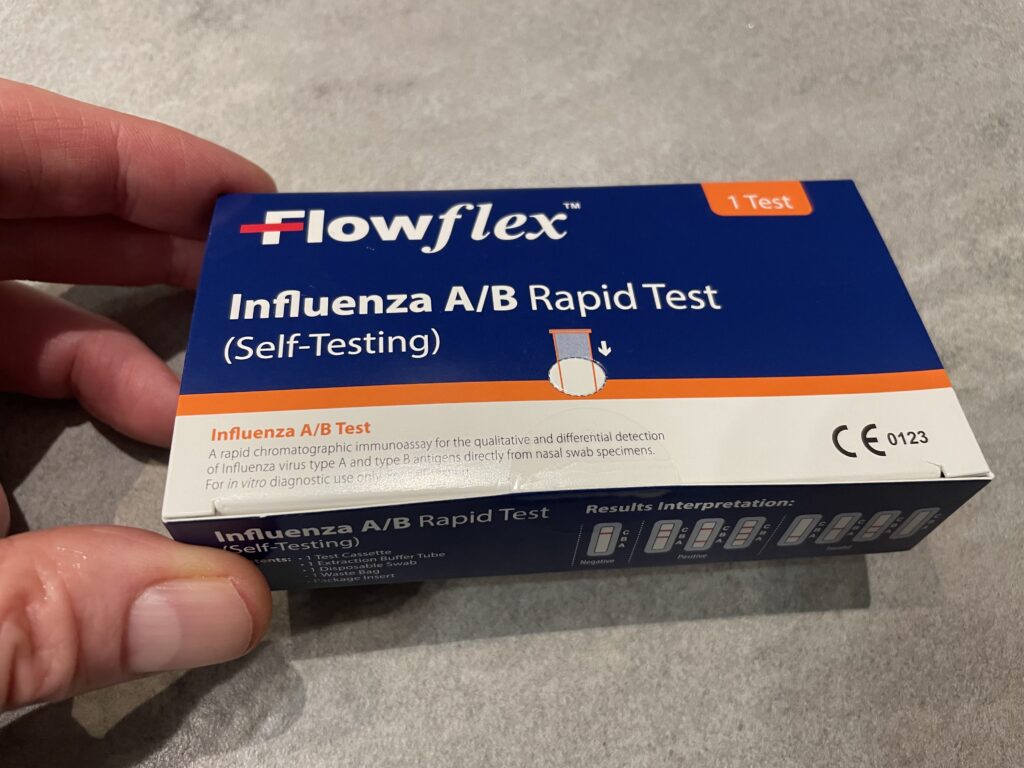 Flowflex™
1 Test
Influenza A/B Rapid Test
(Self-Testing)
Influenza A/B Test
A rapid chromatographic immunoassay for the qualitative and differential detection
of Influenza virus type A and type B antigens directly from nasal swab specimens.
For in vitro diagnostic use only.
CE 0123
Influenza A/B Rapid Test
(Self-Testing)
• 1 Test Cassette
• 1 Extraction Buffer Tube
• 1 Disposable Swab
• 1 Waste Bag
Package Insert
Results Interpretation:
C
B
A
C
B
A
C
B
A
C
B
A
Negative
Positive